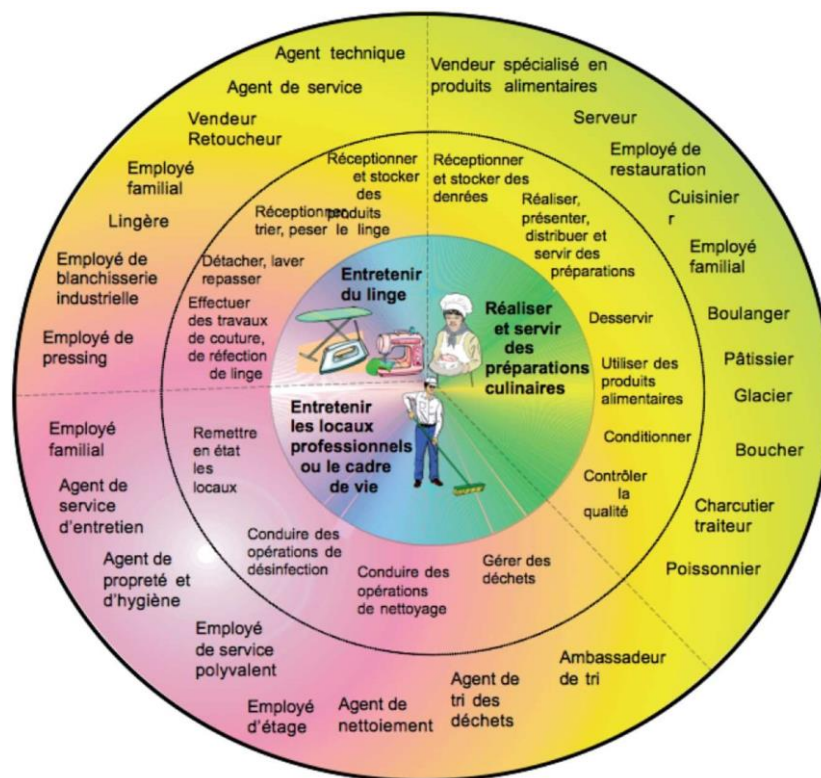 Agent technique
Agent de service
Vendeur
Retoucheur
Employé
familial
Lingère
Employé de
blanchisserie
industrielle
Employé de
pressing
Vendeur spécialisé en
produits alimentaires
Serveur
Employé de
restauration
Cuisinier
r
Employé
familial
Boulanger
Pâtissier
Glacier
Boucher
Charcutier
traiteur
Poissonnier
Réceptionner
et stocker
des
produits
Réceptionner,
trier, peser le linge
Détacher, laver
repasser
Effectuer
des travaux
de couture,
de réfection
de linge
Réceptionner
et stocker des
denrées
Réaliser,
présenter,
distribuer et
servir des
préparations
Desservir
Utiliser des
produits
alimentaires
Conditionner
Contrôler
la
qualité
Entretenir
du linge
Réaliser
et servir
des
préparations
culinaires
Entretenir
les locaux
professionnels
ou le cadre
de vie
Remettre
en état
les
locaux
Conduire des
opérations de
désinfection
Conduire des
opérations
de nettoyage
Gérer des
déchets
Employé
familial
Agent de
service
d'entretien
Agent de
propreté et
d'hygiène
Employé
de service
polyvalent
Employé
d'étage
Agent de
nettoiement
Agent de
tri des
déchets
Ambassadeur
de tri